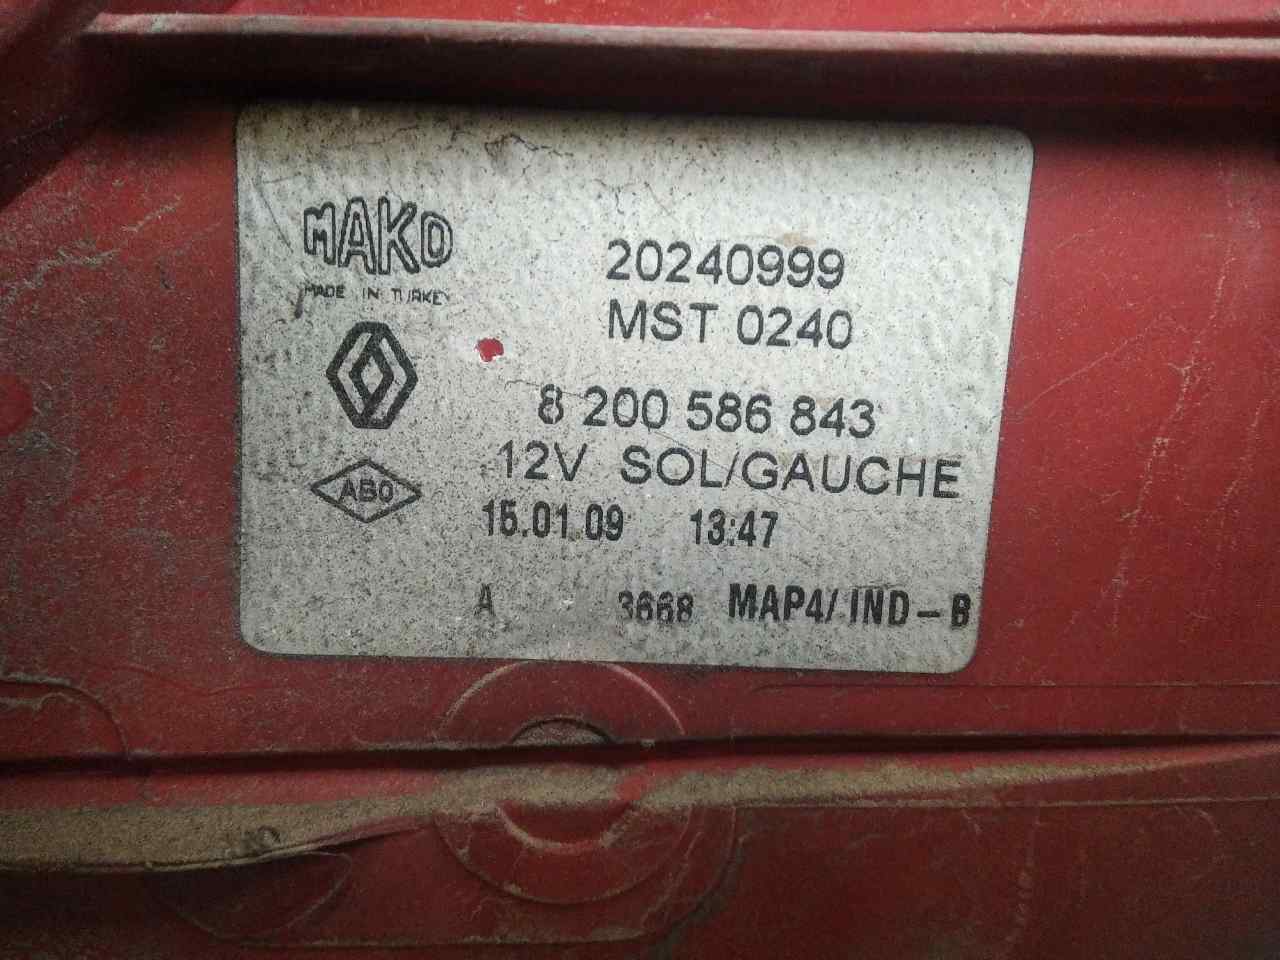 MAKO
MADE IN TURKEY
20240999
MST 0240
8 200 586 843
12V SOL/GAUCHE
ABO
15.01.09 13:47
A 3668 MAP4/IND-B